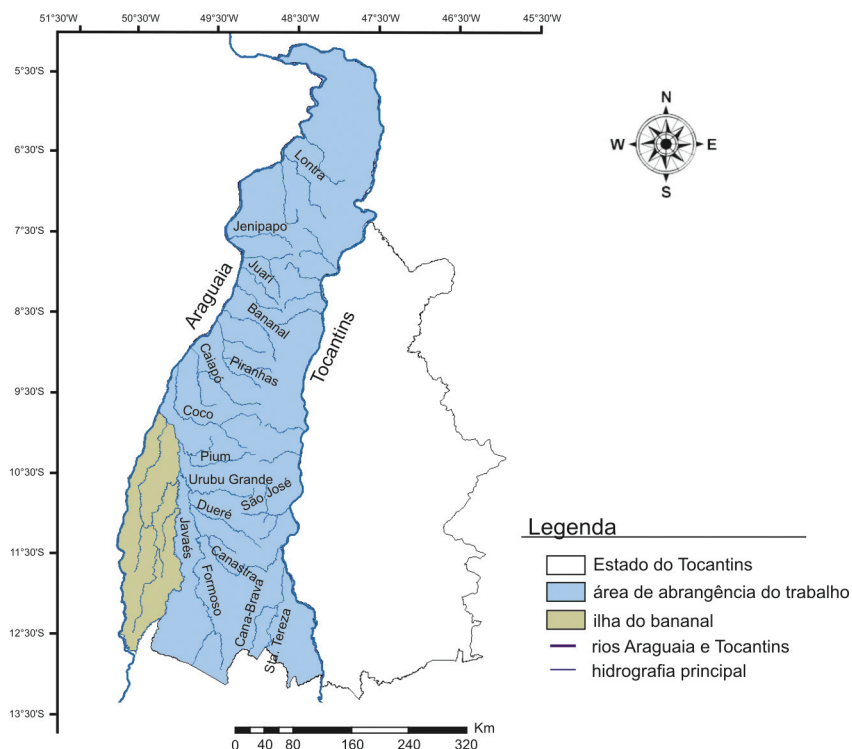 51°30'W 50°30'S 49°30'S 48°30'S 47°30'S 46°30'S 45°30'S
5°30'S
6°30'S
7°30'S
8°30'S
9°30'S
10°30'S
11°30'S
12°30'S
13°30'S
N
W E
S
Lontra
Jenipapo
Juari
Araguaia
Bananal
Tocantins
Caiapó
Piranhas
Coco
Pium
Urubu Grande
São José
Dueré
Javaés
Canastra
Formoso
Cana-Brava
Sta. Tereza
Legenda
Estado do Tocantins
área de abrangência do trabalho
ilha do bananal
rios Araguaia e Tocantins
hidrografia principal
Km
0 40 80 160 240 320